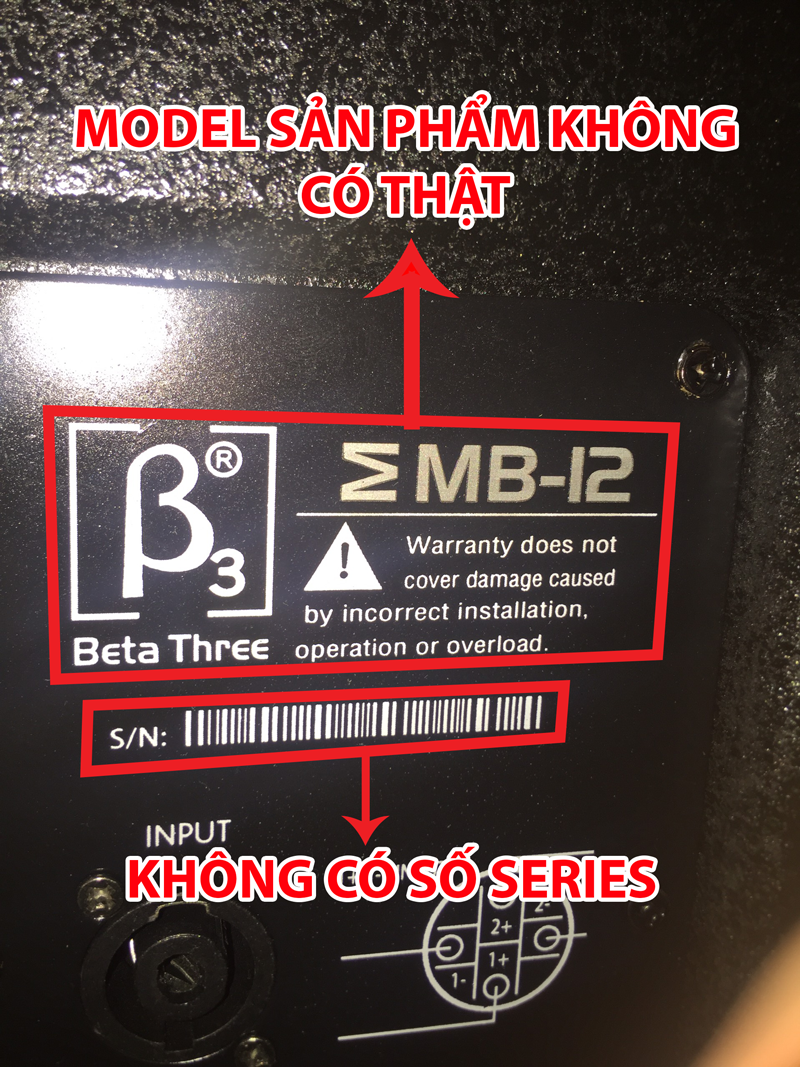 MODEL SẢN PHẨM KHÔNG
CÓ THẬT
β®3
Beta Three
ΣMB-12
Warranty does not
cover damage caused
by incorrect installation,
operation or overload.
S/N:
INPUT
KHÔNG CÓ SỐ SERIES
2-
2+
1+
1-